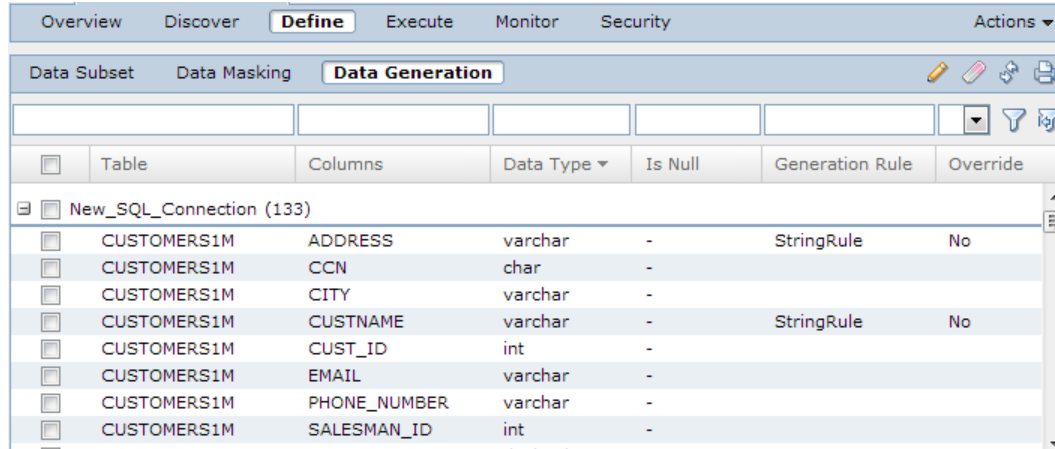 Overview Discover Define Execute Monitor Security Actions
Data Subset Data Masking Data Generation
Table Columns Data Type Is Null Generation Rule Override
New_SQL_Connection (133)
CUSTOMERS1M ADDRESS varchar - StringRule No
CUSTOMERS1M CCN char -
CUSTOMERS1M CITY varchar -
CUSTOMERS1M CUSTNAME varchar - StringRule No
CUSTOMERS1M CUST_ID int -
CUSTOMERS1M EMAIL varchar -
CUSTOMERS1M PHONE_NUMBER varchar -
CUSTOMERS1M SALESMAN_ID int -